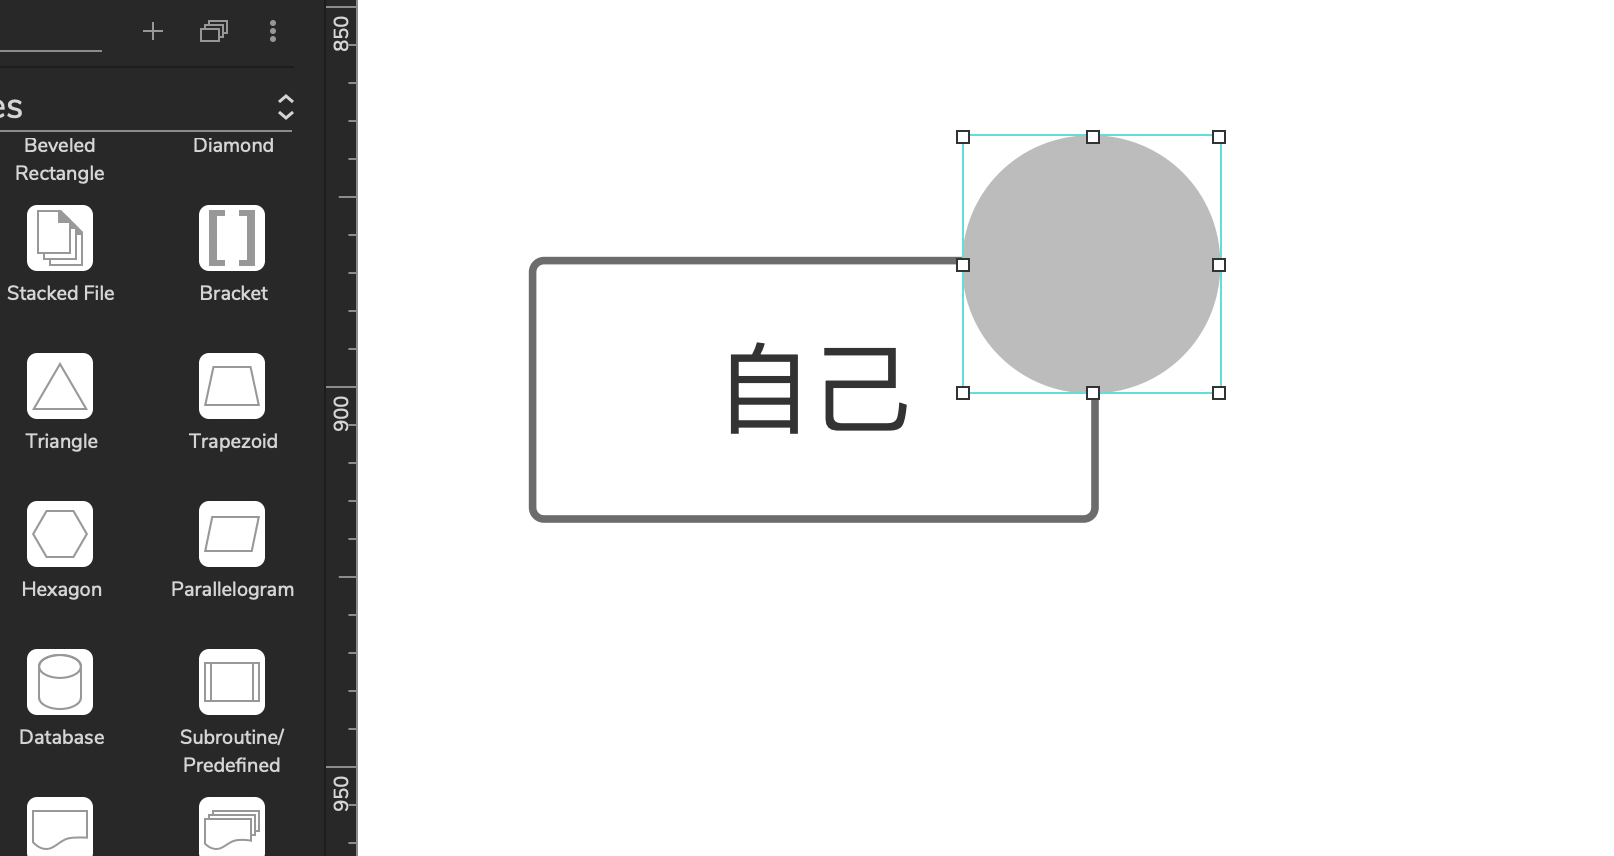 es
Beveled
Rectangle
Diamond
Stacked File
Bracket
Triangle
Trapezoid
Hexagon
Parallelogram
Database
Subroutine/
Predefined
850
900
950
自己